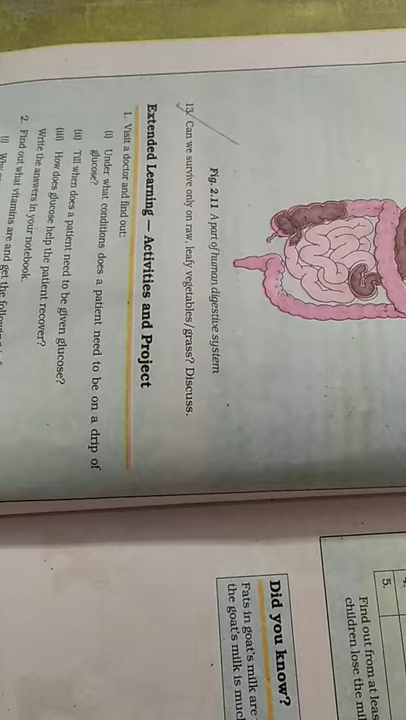 Fig. 2.11 A part of human digestive system
13. Can we survive only on raw, leafy vegetables/grass? Discuss.
Extended Learning — Activities and Project
1. Visit a doctor and find out:
(i) Under what conditions does a patient need to be on a drip of
glucose?
(ii) Till when does a patient need to be given glucose?
(iii) How does glucose help the patient recover?
Write the answers in your notebook.
2. Find out what vitamins are and get the following
(i) Why
5.
Find out from at leas
children lose the mil
Did you know?
Fats in goat's milk are
the goat's milk is much